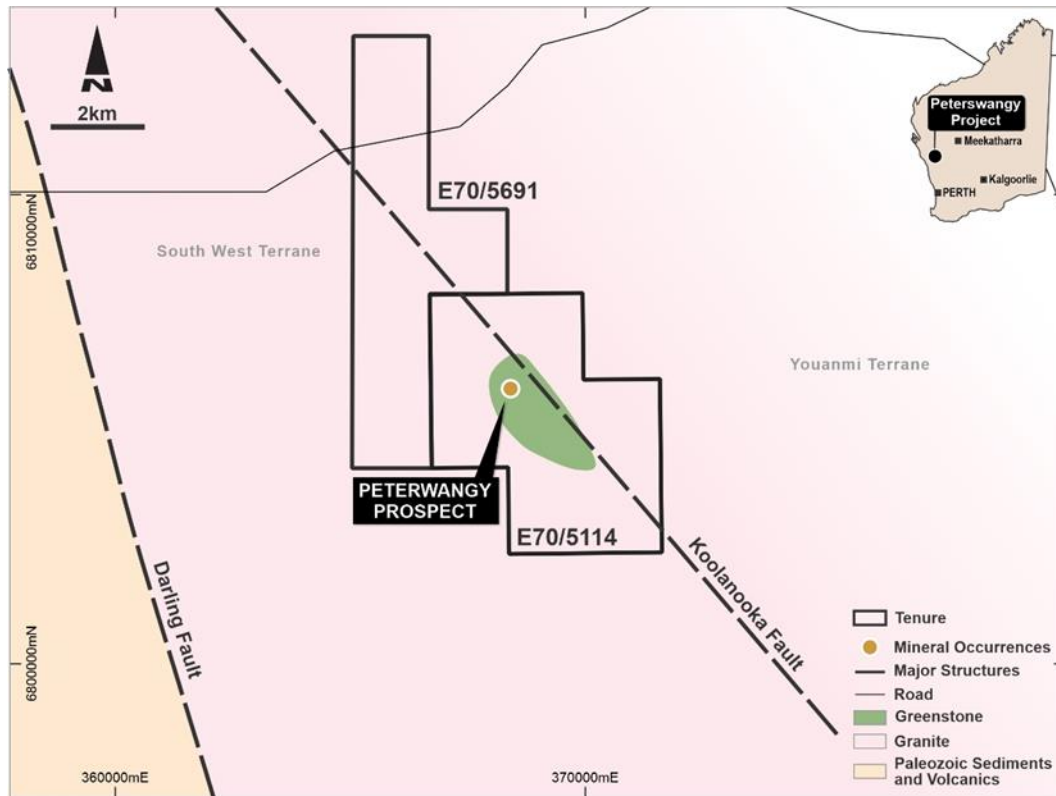 N
2km
Peterswangy
Project
Meekatharra
Kalgoorlie
PERTH
E70/5691
6810000mN
South West Terrane
Youanmi Terrane
PETERWANGY
PROSPECT
E70/5114
Koolanooka Fault
Darling Fault
6800000mN
Tenure
Mineral Occurrences
Major Structures
Road
Greenstone
Granite
Paleozoic Sediments
and Volcanics
360000mE
370000mE